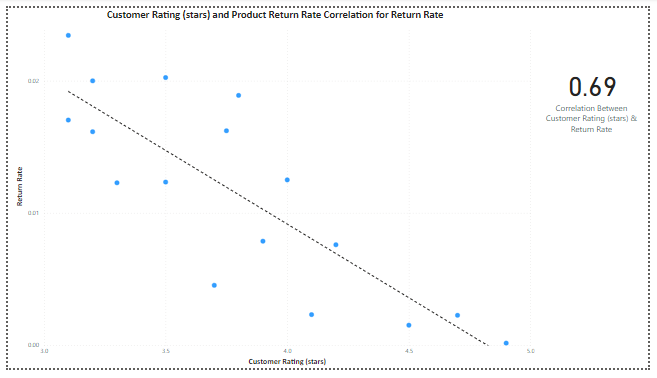 Customer Rating (stars) and Product Return Rate Correlation for Return Rate
0.69
Correlation Between
Customer Rating (stars) &
Return Rate
Return Rate
0.02
0.01
0.00
3.0 3.5 4.0 4.5 5.0
Customer Rating (stars)